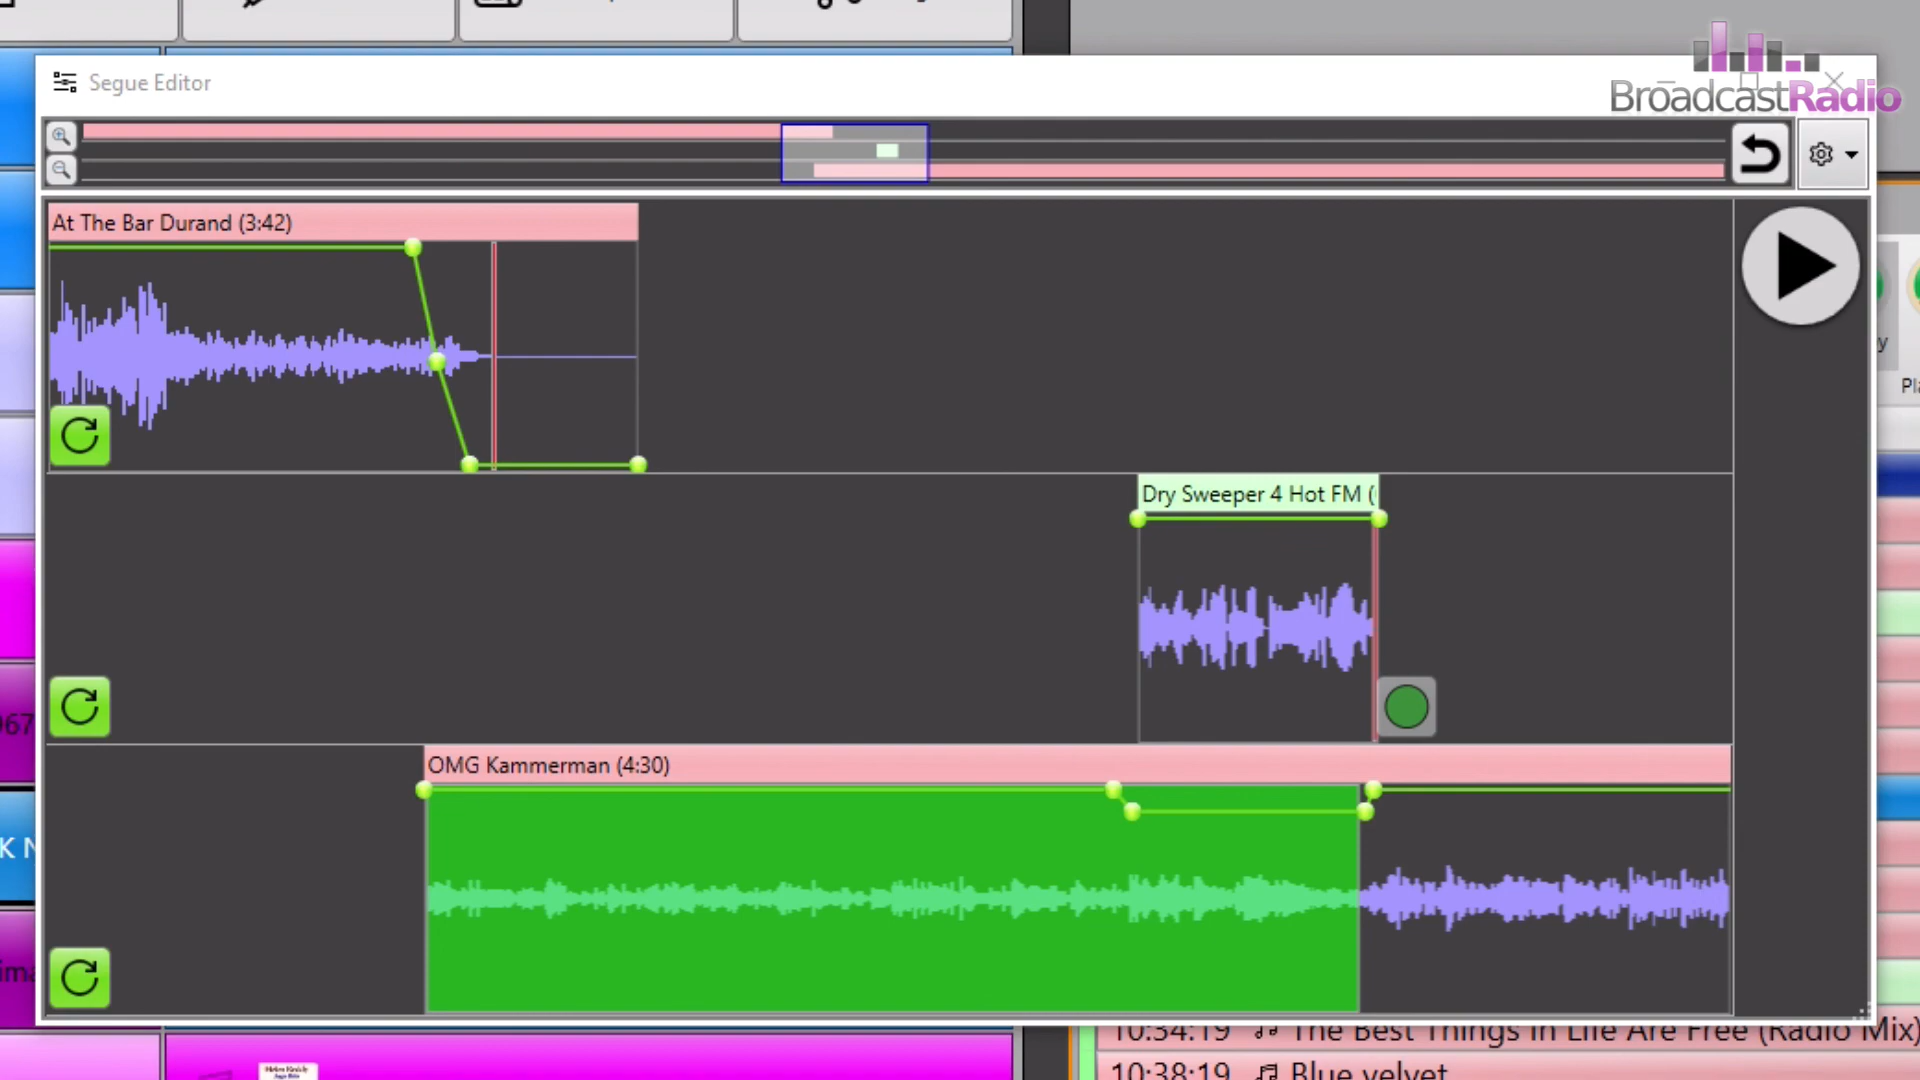 Segue Editor
BroadcastRadio
At The Bar Durand (3:42)
Dry Sweeper 4 Hot FM (
OMG Kammerman (4:30)
10:34:19 The Best Things In Life Are Free (Radio Mix)
10:38:19 Blue velvet